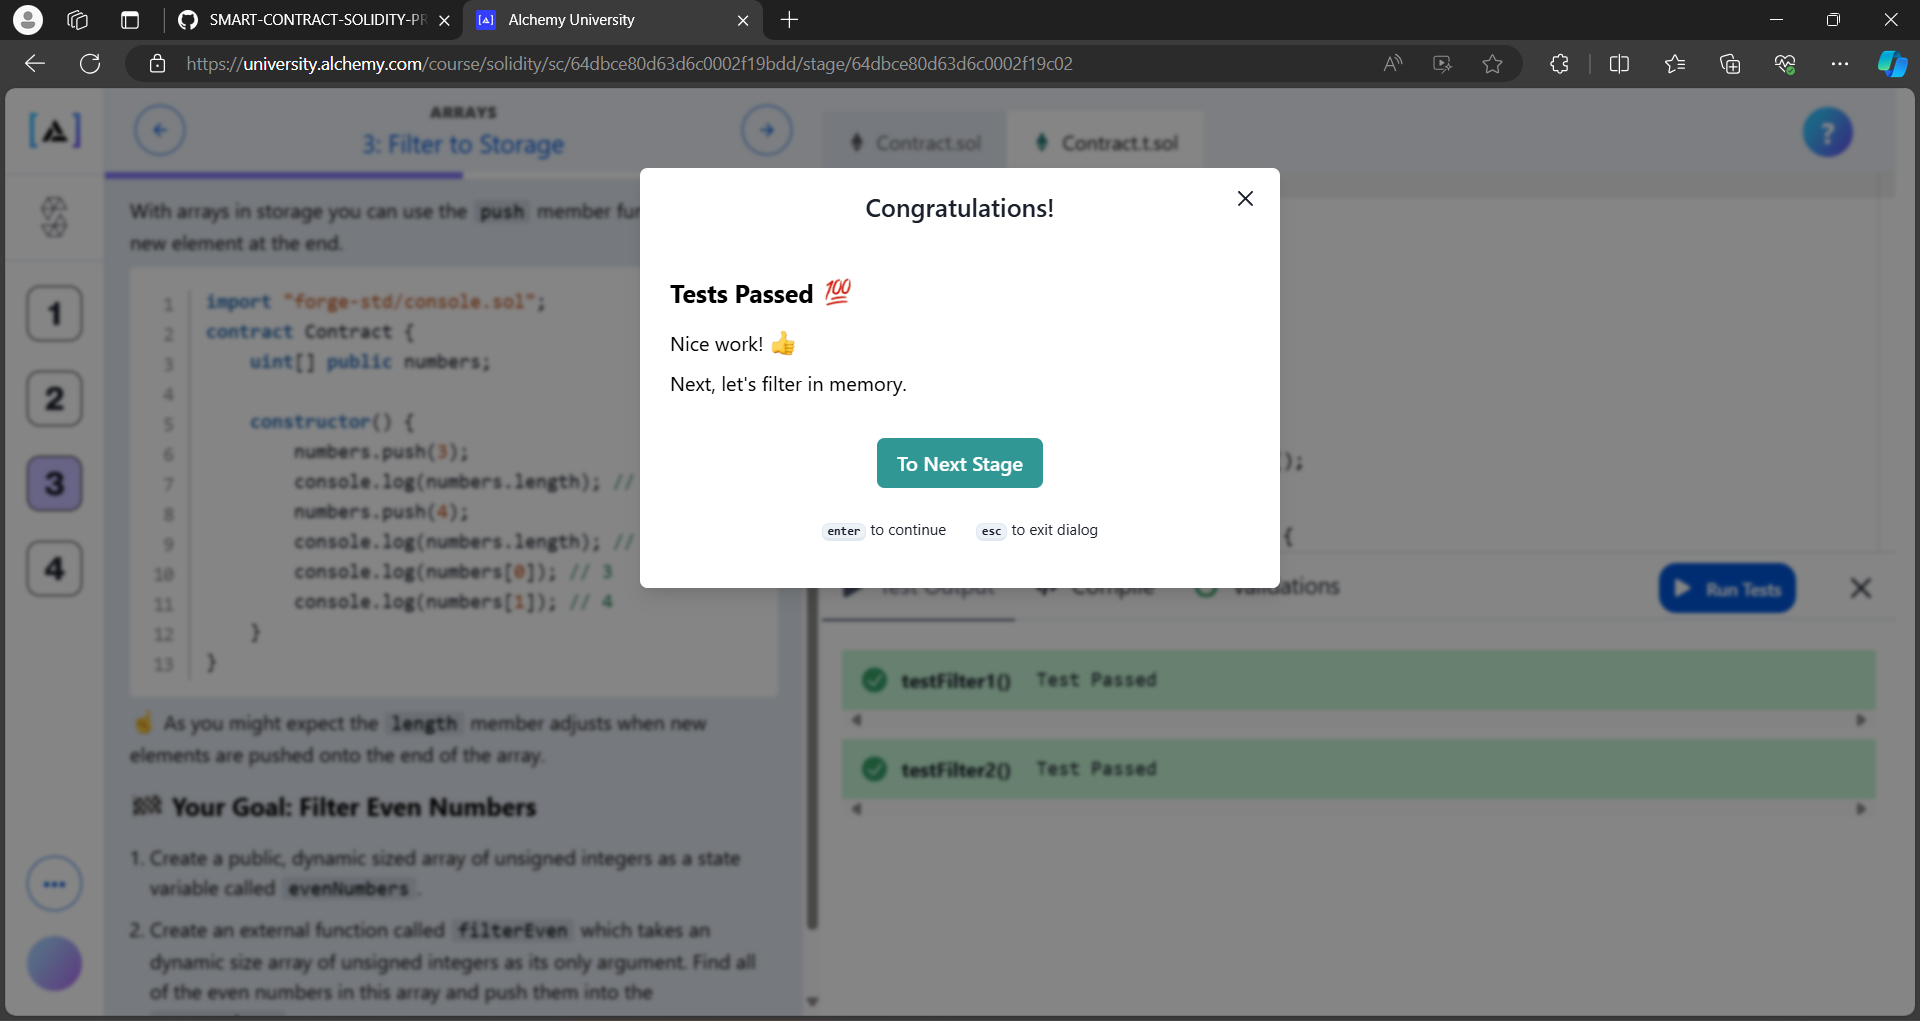 SMART-CONTRACT-SOLIDITY-PR
Alchemy University
https://university.alchemy.com/course/solidity/sc/64dbce80d63d6c0002f19bdd/stage/64dbce80d63d6c0002f19c02
ARRAYS
3: Filter to Storage
Contract.sol
Contract.t.sol
?
With arrays in storage you can use the push member
new element at the end.
1 import "forge-std/console.sol";
2 contract Contract {
3 uint[] public numbers;
4
5 constructor() {
6 numbers.push(3);
7 console.log(numbers.length); //
8 numbers.push(4);
9 console.log(numbers.length); //
10 console.log(numbers[0]); // 3
11 console.log(numbers[1]); // 4
12 }
13 }
1
2
3
4
☝️ As you might expect the length member adjusts when new
elements are pushed onto the end of the array.
🏁 Your Goal: Filter Even Numbers
1. Create a public, dynamic sized array of unsigned integers as a state
variable called evenNumbers.
2. Create an external function called filterEven which takes an
dynamic size array of unsigned integers as its only argument. Find all
of the even numbers in this array and push them into the
Congratulations!
Tests Passed 💯
Nice work! 👍
Next, let's filter in memory.
To Next Stage
enter to continue esc to exit dialog
);
{
Test Output
Compile
Validations
Run Tests
testFilter1() Test Passed
testFilter2() Test Passed